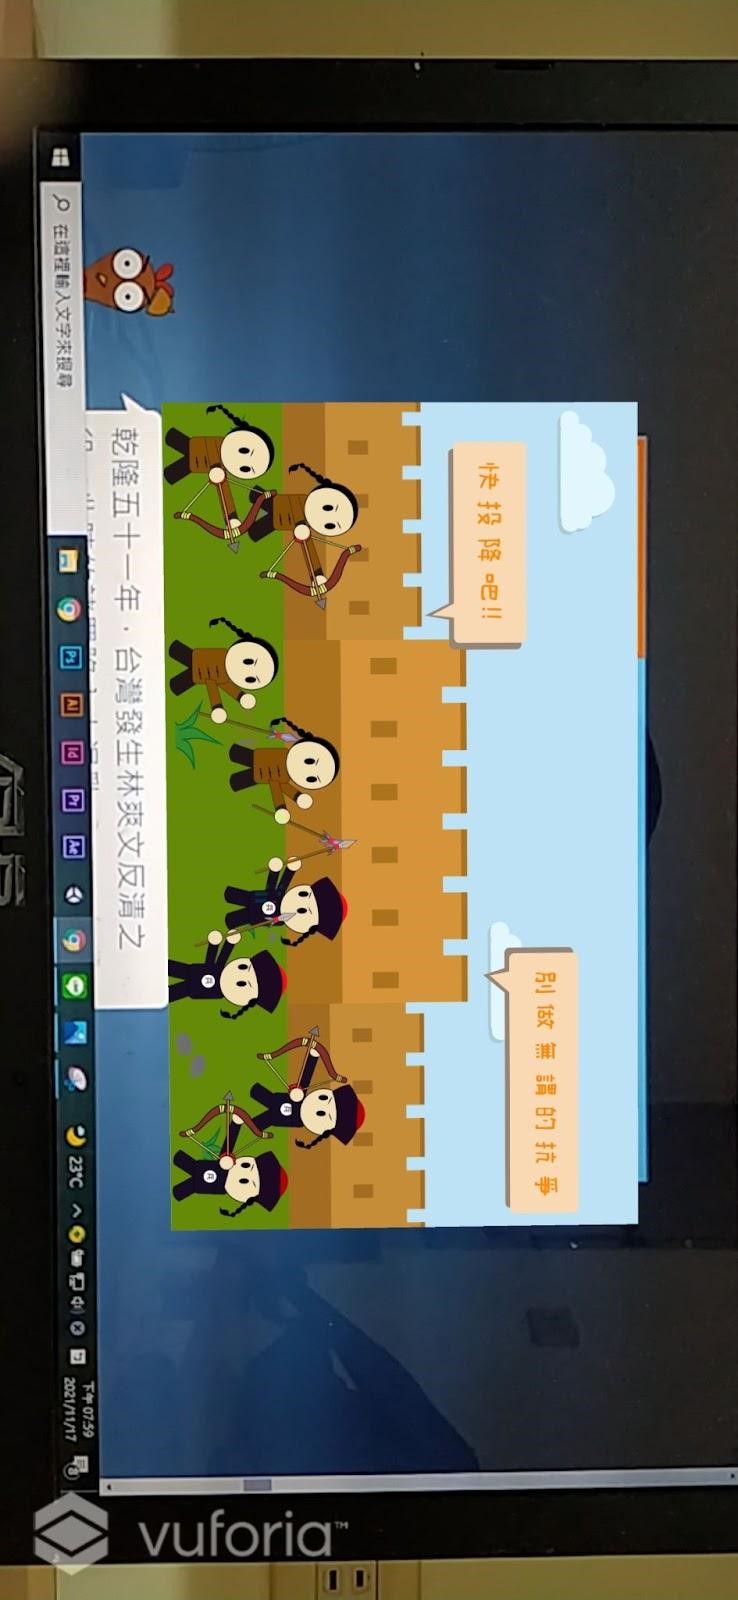 別做無謂的抗爭
快投降吧!!
兵
兵
兵
兵
乾隆五十一年，台灣發生林爽文反清之
在這裡輸入文字來搜尋
Ps
Ai
Id
Pr
Ae
23°C
下午 07:59
2021/11/17
8
vuforia™